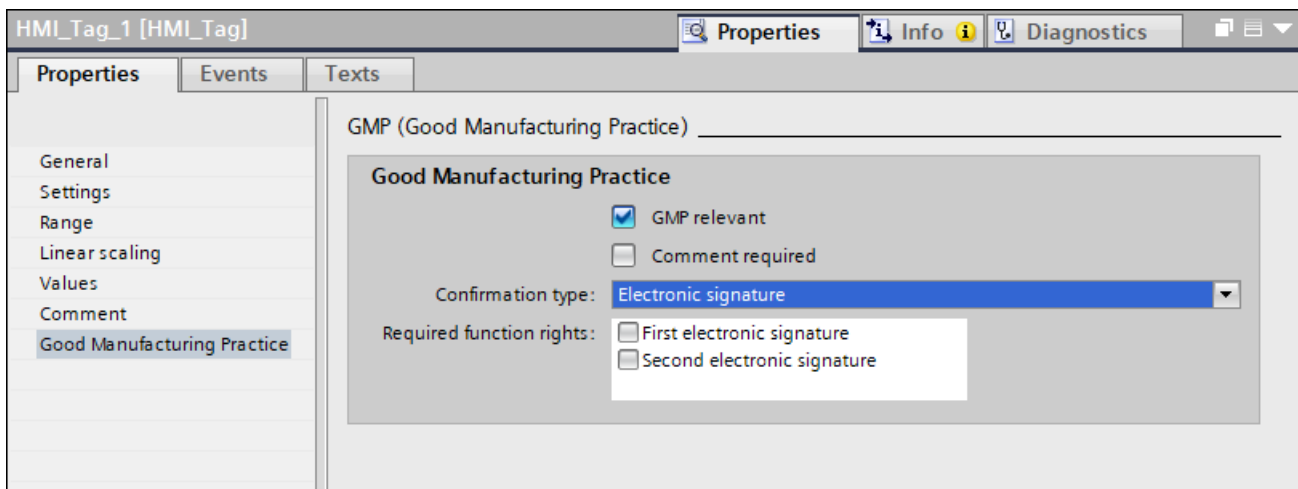 HMI_Tag_1 [HMI_Tag]
Properties
Info
Diagnostics
Properties
Events
Texts
GMP (Good Manufacturing Practice)
General
Settings
Range
Linear scaling
Values
Comment
Good Manufacturing Practice
Good Manufacturing Practice
GMP relevant
Comment required
Confirmation type: Electronic signature
Required function rights: First electronic signature
Second electronic signature